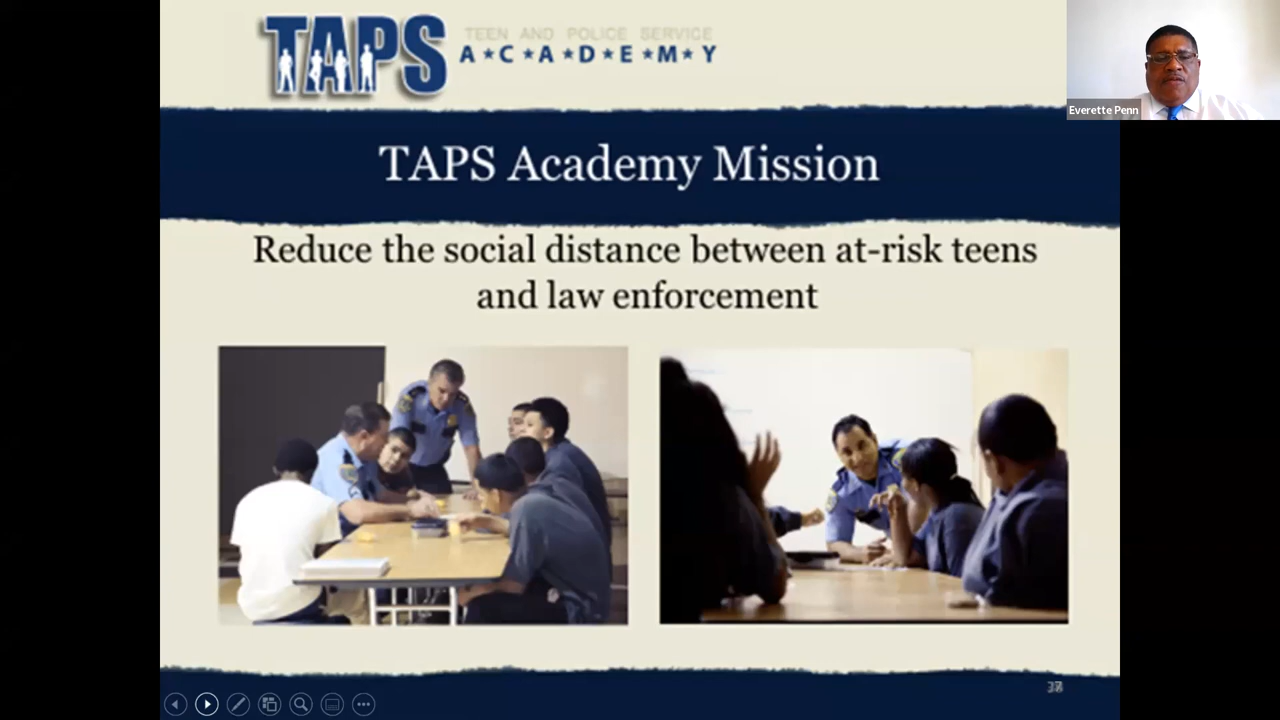 TAPS
TEEN AND POLICE SERVICE
A★C★A★D★E★M★Y
Everette Penn
TAPS Academy Mission
Reduce the social distance between at-risk teens
and law enforcement